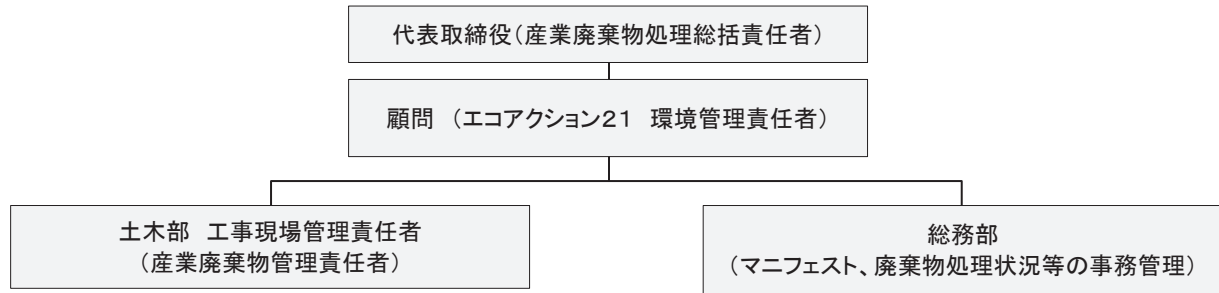 代表取締役(産業廃棄物処理総括責任者)
顧問　(エコアクション21　環境管理責任者)
土木部　工事現場管理責任者
(産業廃棄物管理責任者)
総務部
(マニフェスト、廃棄物処理状況等の事務管理)